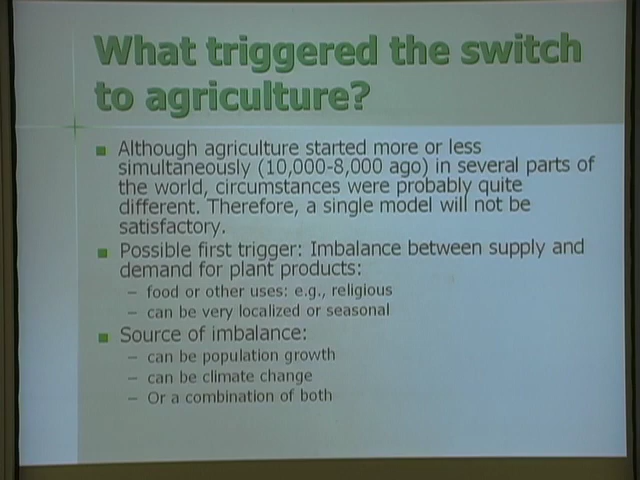 What triggered the switch
to agriculture?
Although agriculture started more or less
simultaneously (10,000-8,000 ago) in several parts of
the world, circumstances were probably quite
different. Therefore, a single model will not be
satisfactory.
Possible first trigger: Imbalance between supply and
demand for plant products:
– food or other uses: e.g., religious
– can be very localized or seasonal
Source of imbalance:
– can be population growth
– can be climate change
– Or a combination of both